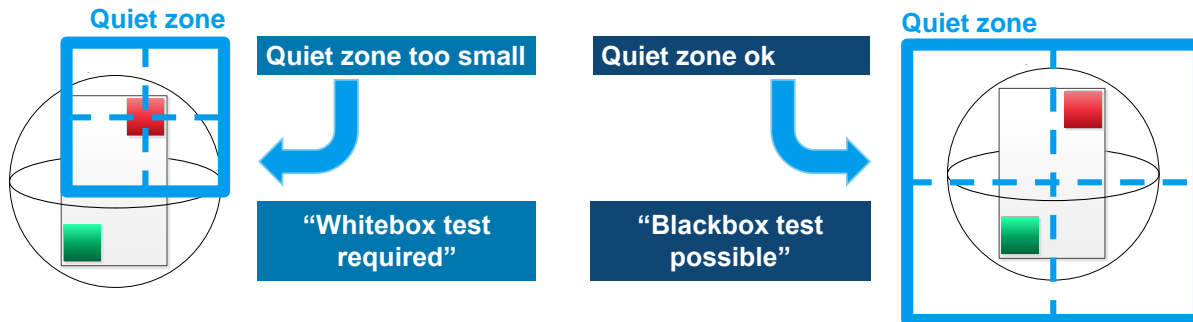 Quiet zone
Quiet zone too small
“Whitebox test
required”
Quiet zone ok
“Blackbox test
possible”
Quiet zone